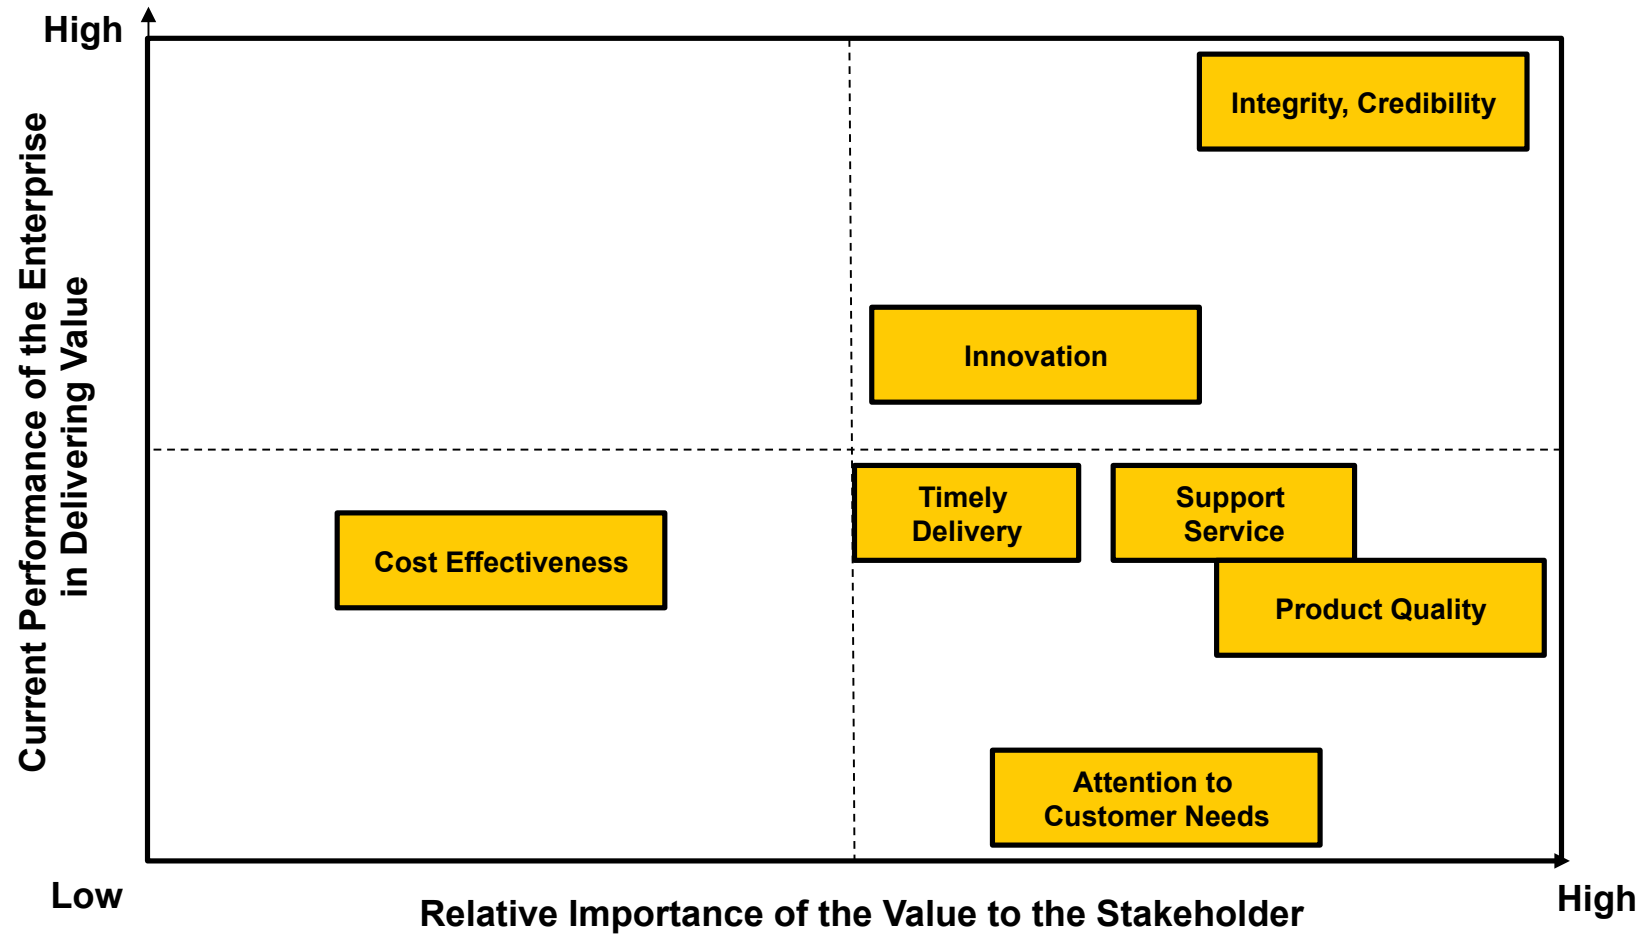 High
Current Performance of the Enterprise
in Delivering Value
Integrity, Credibility
Innovation
Timely
Delivery
Support
Service
Cost Effectiveness
Product Quality
Attention to
Customer Needs
Low
Relative Importance of the Value to the Stakeholder
High